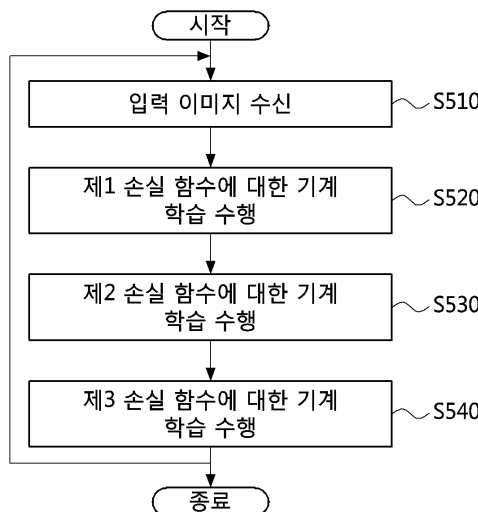 시작
입력 이미지 수신
S510
제1 손실 함수에 대한 기계
학습 수행
S520
제2 손실 함수에 대한 기계
학습 수행
S530
제3 손실 함수에 대한 기계
학습 수행
S540
종료